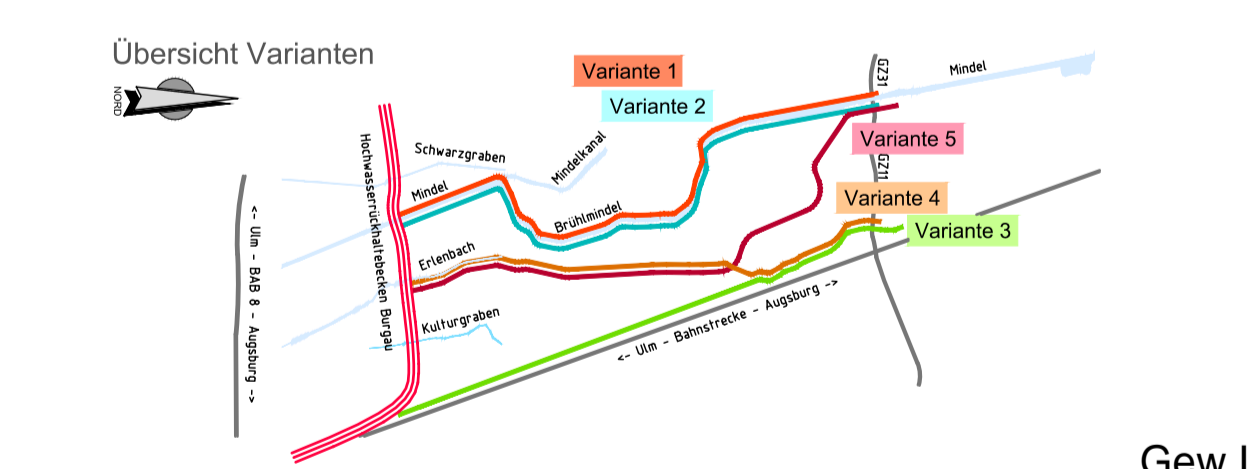 Übersicht Varianten
NORD
Variante 1
Variante 2
GZ31
Mindel
Variante 5
GZ11
Variante 4
Variante 3
Schwarzgraben
Mindelkanal
Mindel
Brühlmindel
Erlenbach
Kulturgraben
Hochwasserrückhaltebecken Burgau
<- Ulm - BAB 8 - Augsburg ->
<- Ulm - Bahnstrecke - Augsburg ->